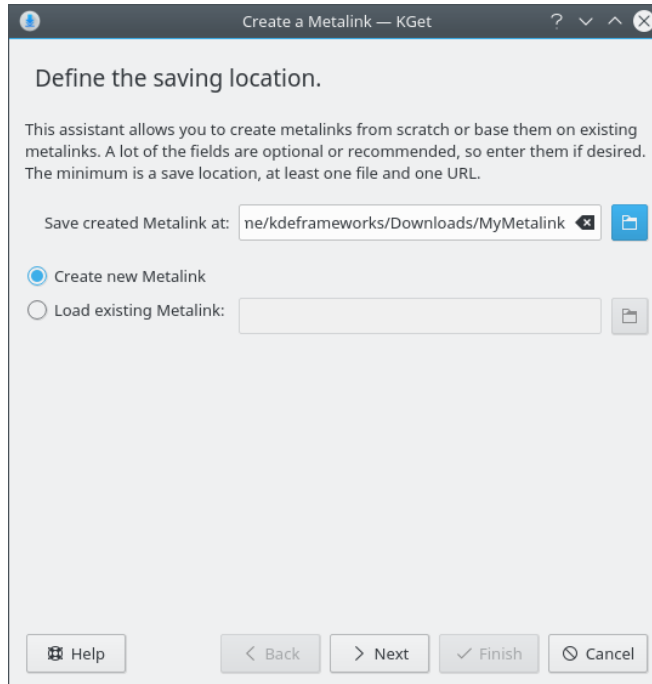 Create a Metalink — KGet
Define the saving location.
This assistant allows you to create metalinks from scratch or base them on existing
metalinks. A lot of the fields are optional or recommended, so enter them if desired.
The minimum is a save location, at least one file and one URL.
Save created Metalink at: me/kdeframeworks/Downloads/MyMetalink
Create new Metalink
Load existing Metalink:
Help Back Next Finish Cancel